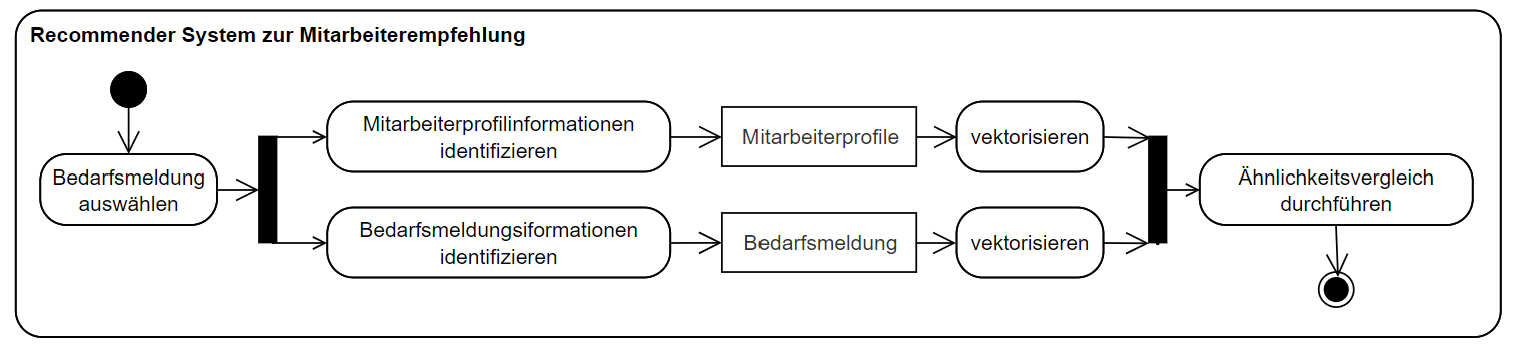 Recommender System zur Mitarbeiterempfehlung
Bedarfsmeldung
auswählen
Mitarbeiterprofilinformationen
identifizieren
Mitarbeiterprofile
vektorisieren
Bedarfsmeldungsiformationen
identifizieren
Bedarfsmeldung
vektorisieren
Ähnlichkeitsvergleich
durchführen